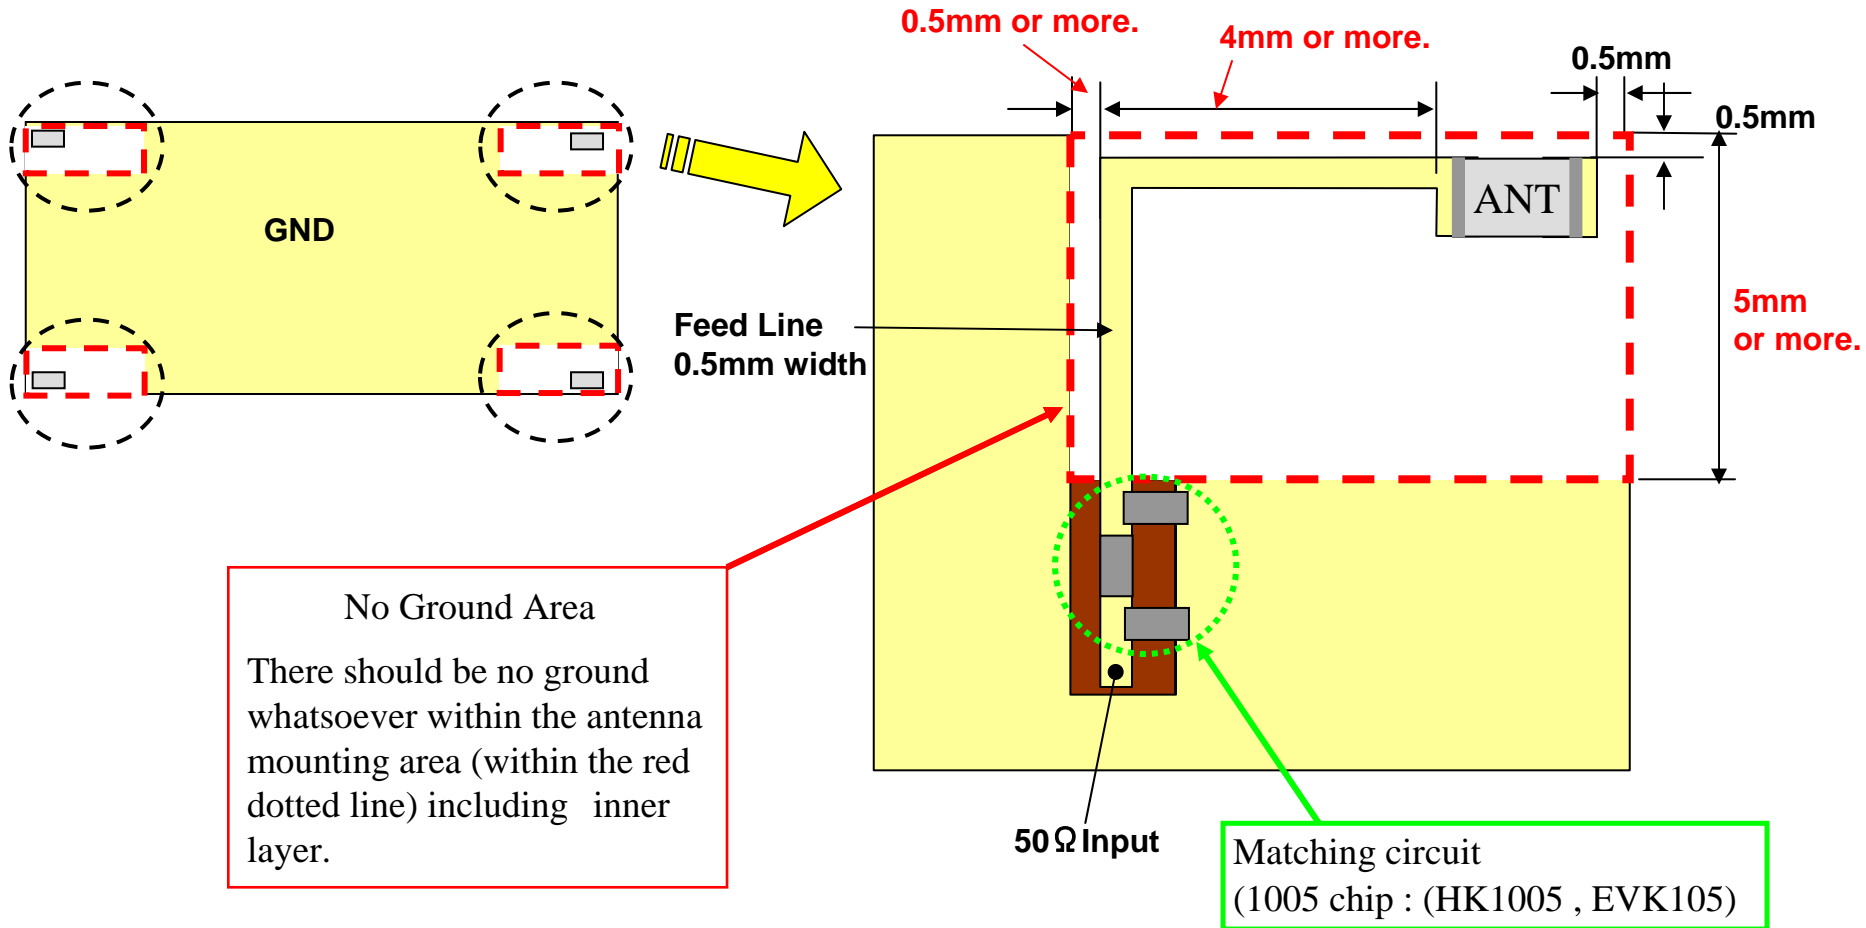 0.5mm or more.
4mm or more.
0.5mm
0.5mm
GND
ANT
Feed Line
0.5mm width
5mm
or more.
No Ground Area
There should be no ground
whatsoever within the antenna
mounting area (within the red
dotted line) including inner
layer.
50Ω Input
Matching circuit
(1005 chip : (HK1005 , EVK105)